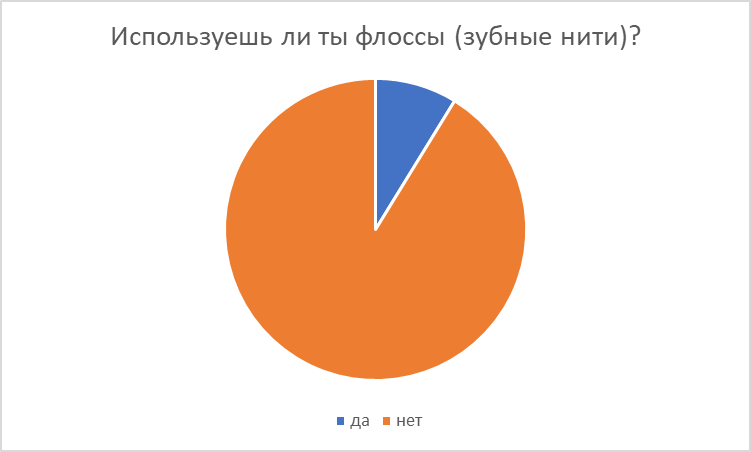 Используешь ли ты флоссы (зубные нити)?
да нет